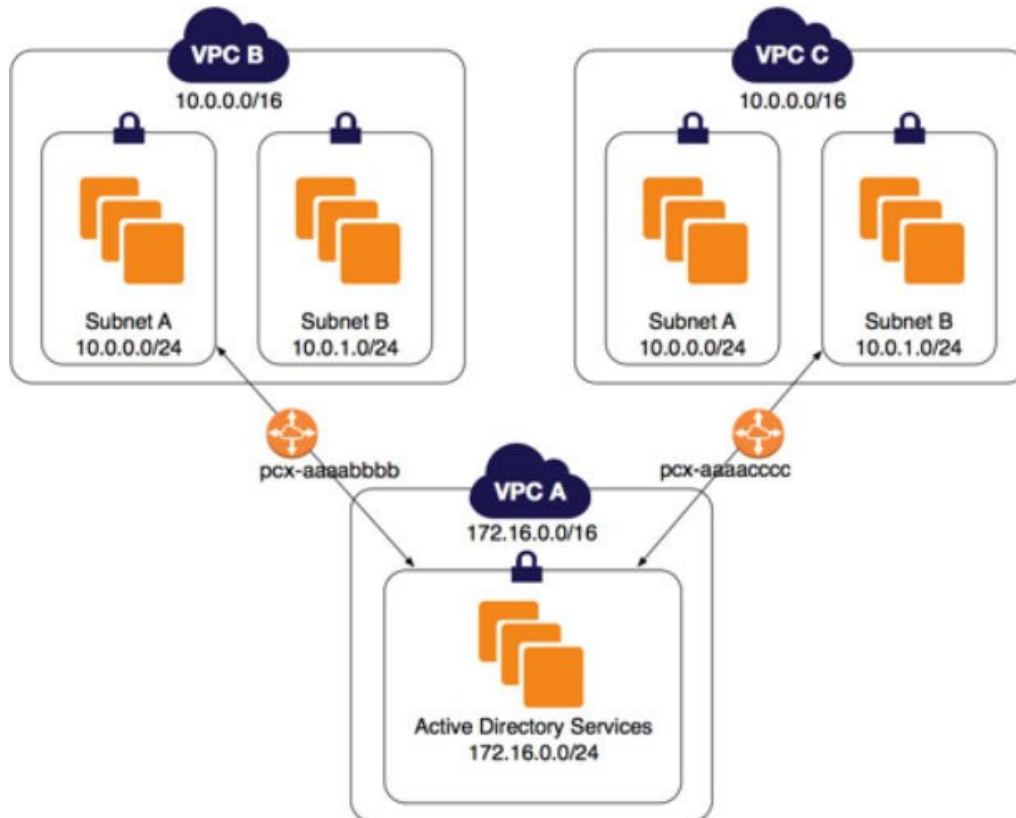 VPC B
10.0.0.0/16
Subnet A
10.0.0.0/24
Subnet B
10.0.1.0/24
VPC C
10.0.0.0/16
Subnet A
10.0.0.0/24
Subnet B
10.0.1.0/24
pcx-aaaabbbb
pcx-aaaacccc
VPC A
172.16.0.0/16
Active Directory Services
172.16.0.0/24